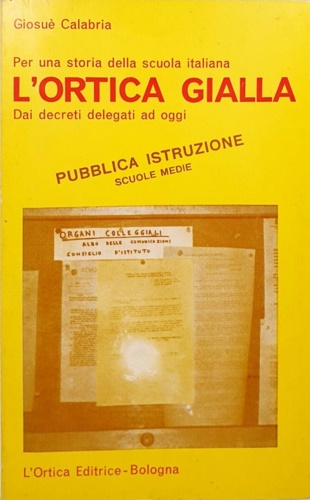 Giosuè Calabria
Per una storia della scuola italiana
L'ORTICA GIALLA
Dai decreti delegati ad oggi
PUBBLICA ISTRUZIONE
SCUOLE MEDIE
ORGANI COLLEGIALI
ALBO DELLE COMUNICAZIONI
CONSIGLIO D'ISTITUTO
L'Ortica Editrice-Bologna